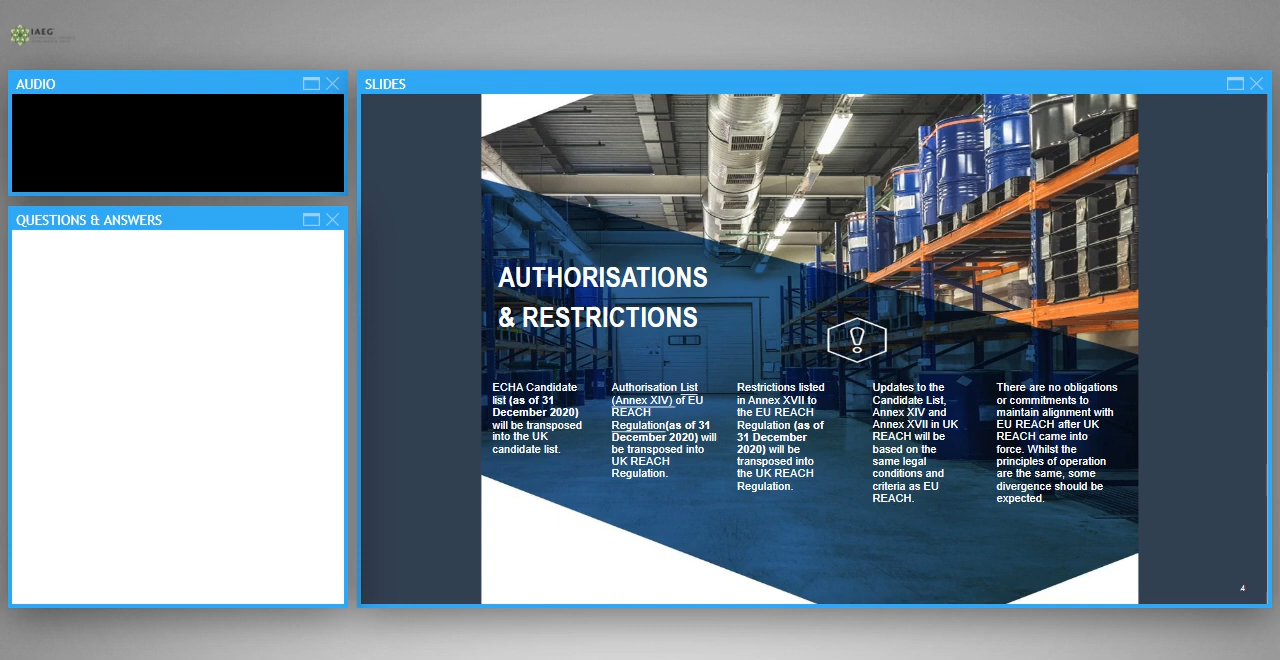 IAEG
AUDIO
QUESTIONS & ANSWERS
SLIDES
AUTHORISATIONS
& RESTRICTIONS
ECHA Candidate
list (as of 31
December 2020)
will be transposed
into the UK
candidate list.
Authorisation List
(Annex XIV) of EU
REACH
Regulation(as of 31
December 2020) will
be transposed into
UK REACH
Regulation.
Restrictions listed
in Annex XVII to
the EU REACH
Regulation (as of
31 December
2020) will be
transposed into
the UK REACH
Regulation.
Updates to the
Candidate List,
Annex XIV and
Annex XVII in UK
REACH will be
based on the
same legal
conditions and
criteria as EU
REACH.
There are no obligations
or commitments to
maintain alignment with
EU REACH after UK
REACH came into
force. Whilst the
principles of operation
are the same, some
divergence should be
expected.
4